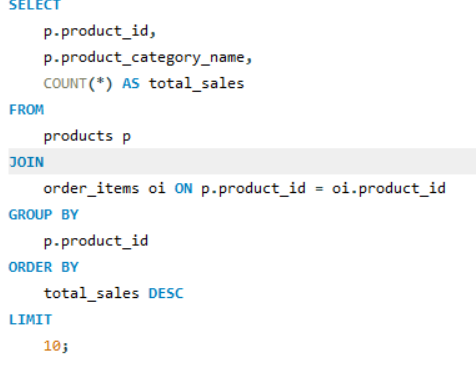 SELECT
p.product_id,
p.product_category_name,
COUNT(*) AS total_sales
FROM
products p
JOIN
order_items oi ON p.product_id = oi.product_id
GROUP BY
p.product_id
ORDER BY
total_sales DESC
LIMIT
10;